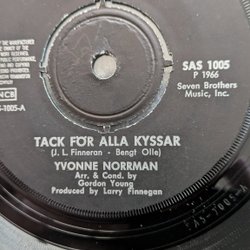 SAS 1005
P 1966
Seven Brothers
Music, Inc.
NCB
S-1005-A
TACK FÖR ALLA KYSSAR
(J. L. Finneran - Bengt Olle)
YVONNE NORRMAN
Arr. & Cond. by
Gordon Young
Produced by Larry Finnegan